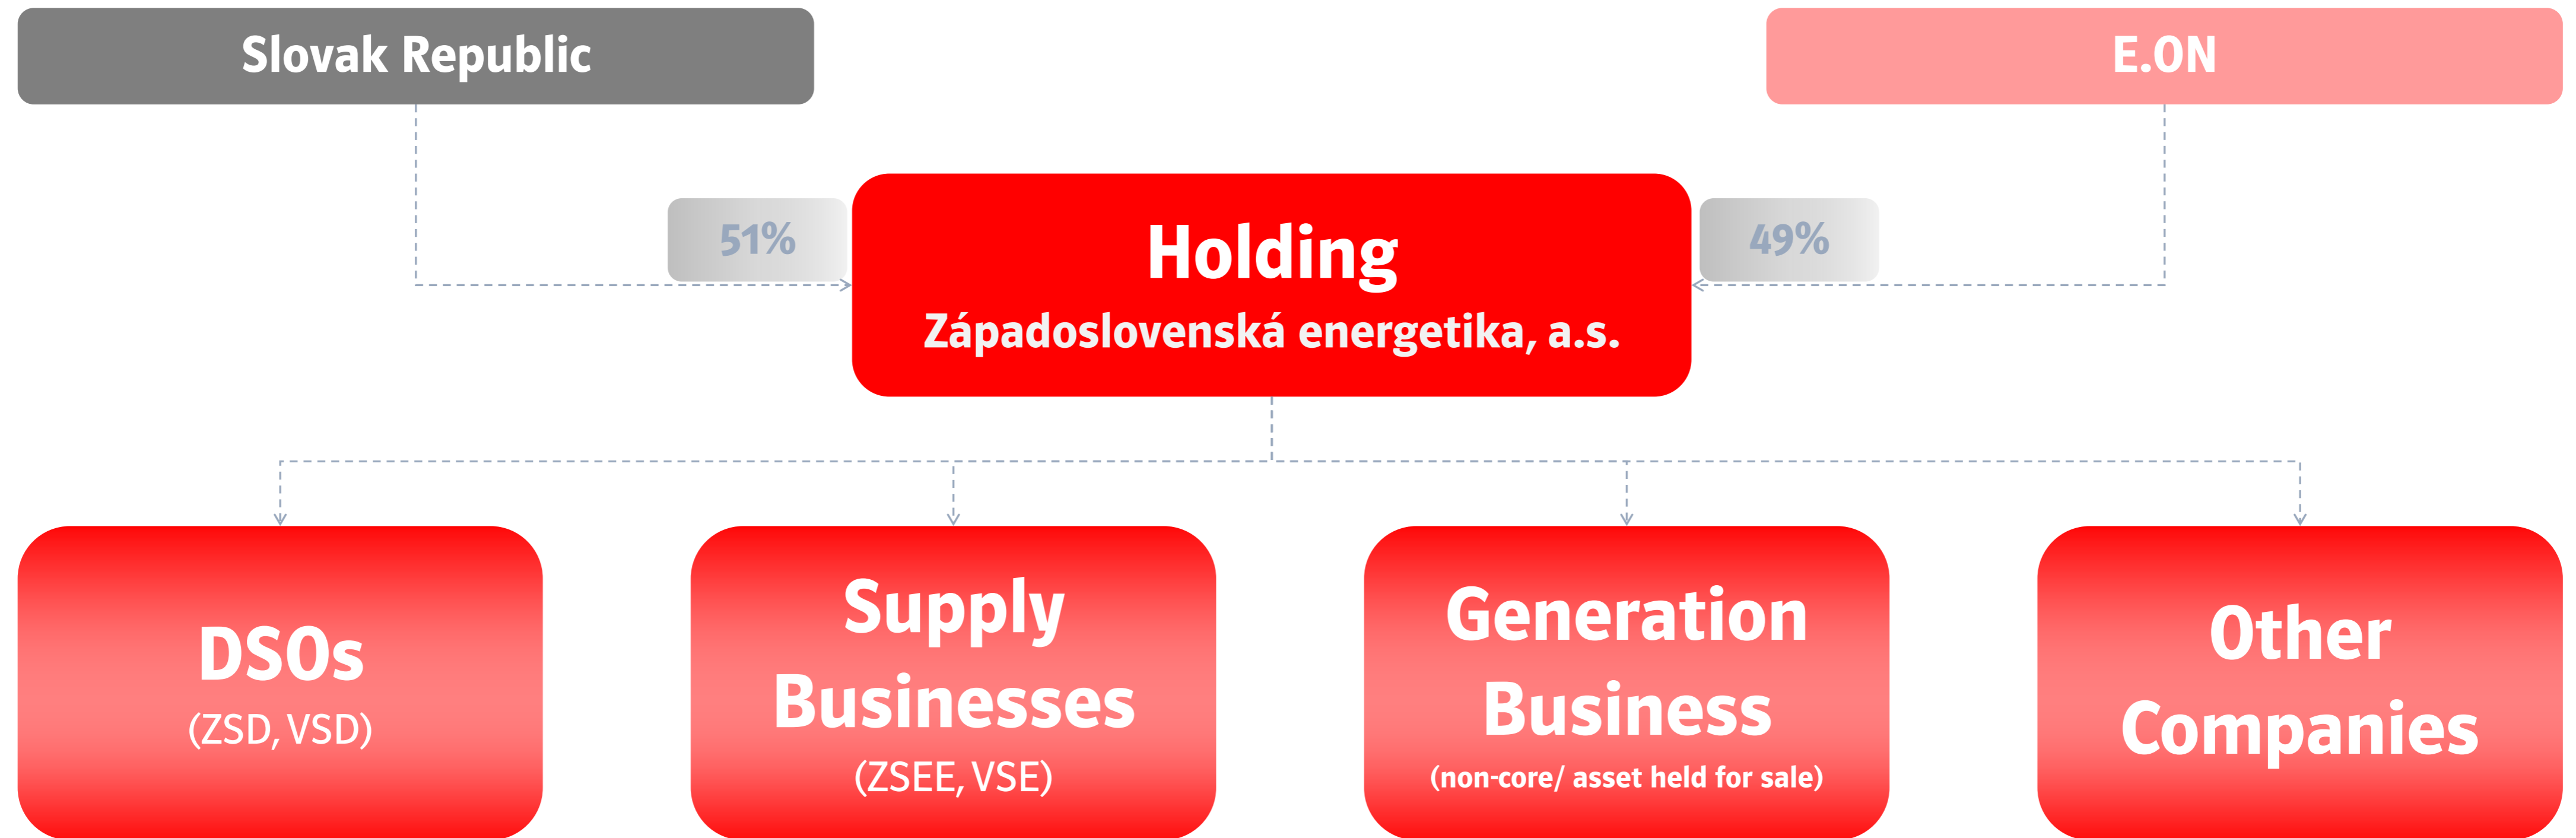 Slovak Republic
E.ON
51%
49%
Holding
Západoslovenská energetika, a.s.
DSOs
(ZSD, VSD)
Supply
Businesses
(ZSEE, VSE)
Generation
Business
(non-core/ asset held for sale)
Other
Companies